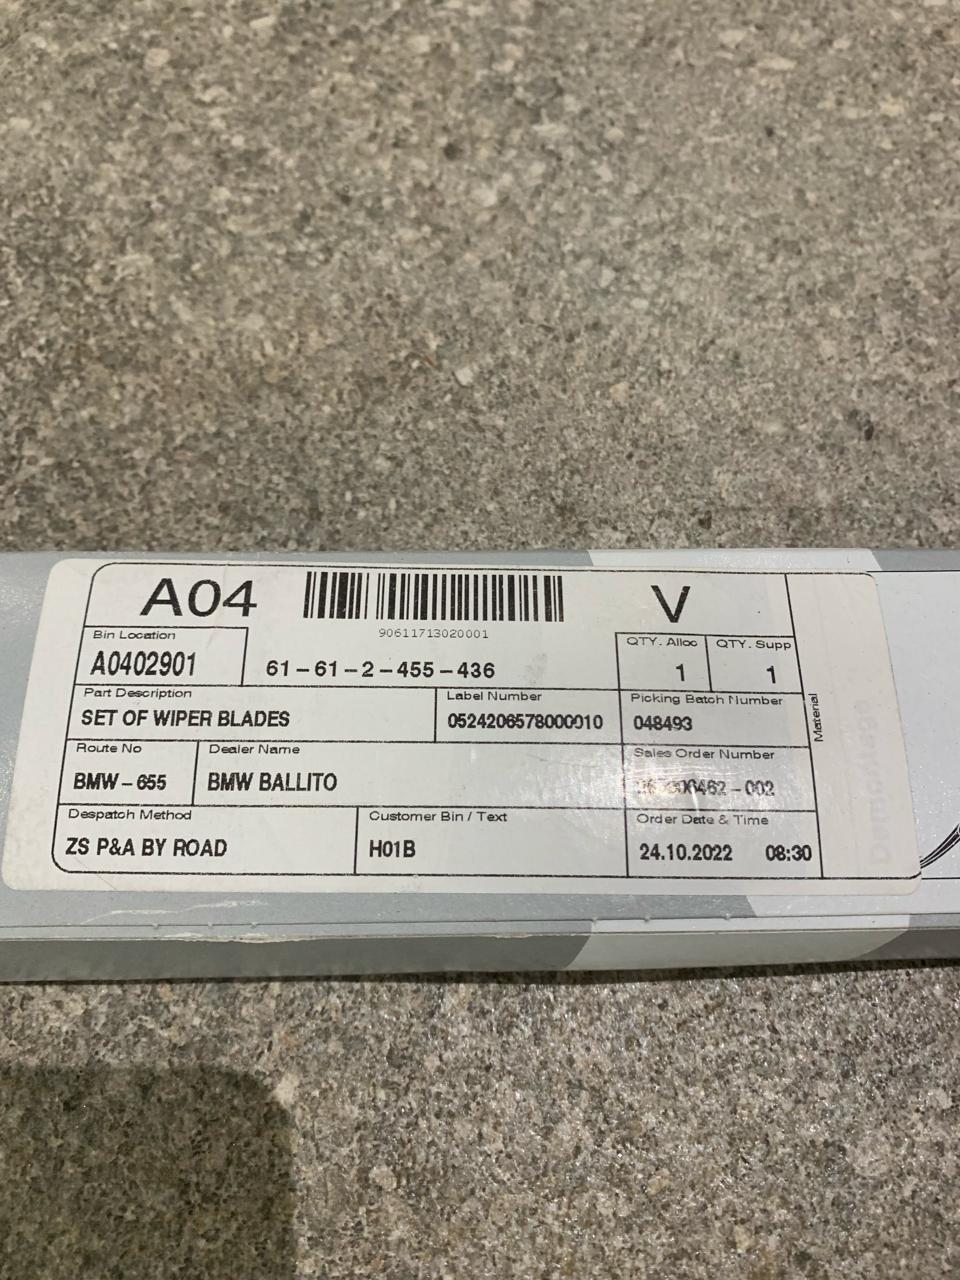 A04
V
90611713020001
Bin Location
A0402901
61-61-2-455-436
QTY. Alloc
1
QTY. Supp
1
Part Description
SET OF WIPER BLADES
Label Number
0524206578000010
Picking Batch Number
048493
Material
Route No
BMW-655
Dealer Name
BMW BALLITO
Sales Order Number
Despatch Method
ZS P&A BY ROAD
Customer Bin / Text
H01B
Order Date & Time
24.10.2022 08:30